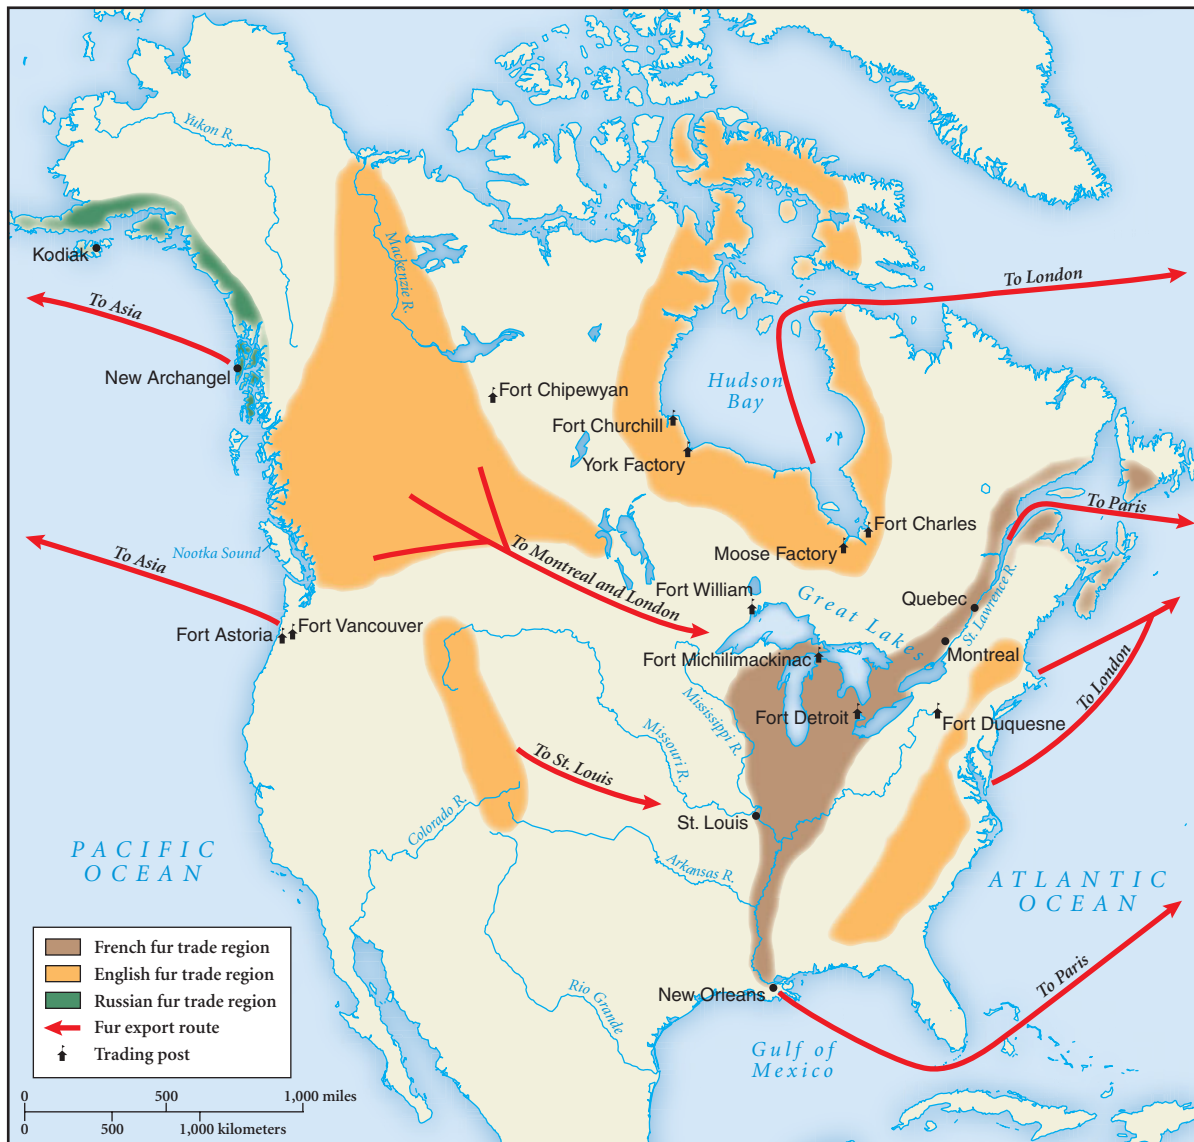 Yukon R.
Kodiak
Mackenzie R.
To Asia
New Archangel
To London
Hudson
Bay
Fort Chipewyan
Fort Churchill
York Factory
To Paris
Fort Charles
Moose Factory
Nootka Sound
To Asia
To Montreal and London
Fort William
Great Lakes
Quebec
St. Lawrence R.
Fort Astoria
Fort Vancouver
Fort Michilimackinac
Montreal
To London
Mississippi R.
Missouri R.
Fort Detroit
Fort Duquesne
To St. Louis
Colorado R.
St. Louis
Arkansas R.
PACIFIC
OCEAN
ATLANTIC
OCEAN
New Orleans
Rio Grande
To Paris
Gulf of
Mexico
French fur trade region
English fur trade region
Russian fur trade region
Fur export route
Trading post
0 500 1,000 miles
0 500 1,000 kilometers